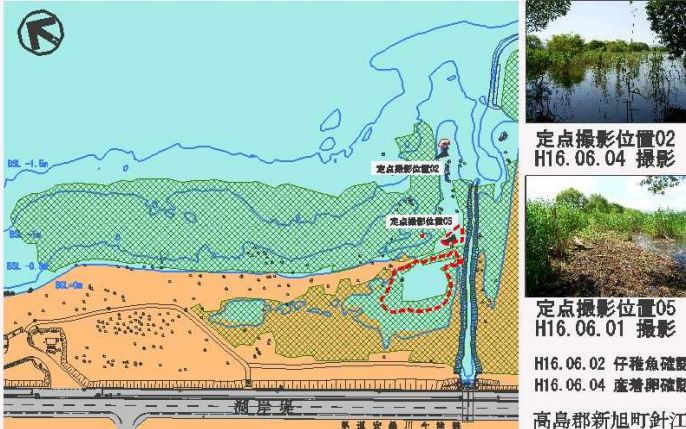 BSL -1.5m
定点撮影位置02
定点撮影位置05
BSL -1m
BSL -0.5m
BSL-0m
湖岸堤
定点撮影位置02
H16.06.04 撮影
定点撮影位置05
H16.06.01 撮影
H16.06.02 仔稚魚確認
H16.06.04 産着卵確認
高島郡新旭町針江